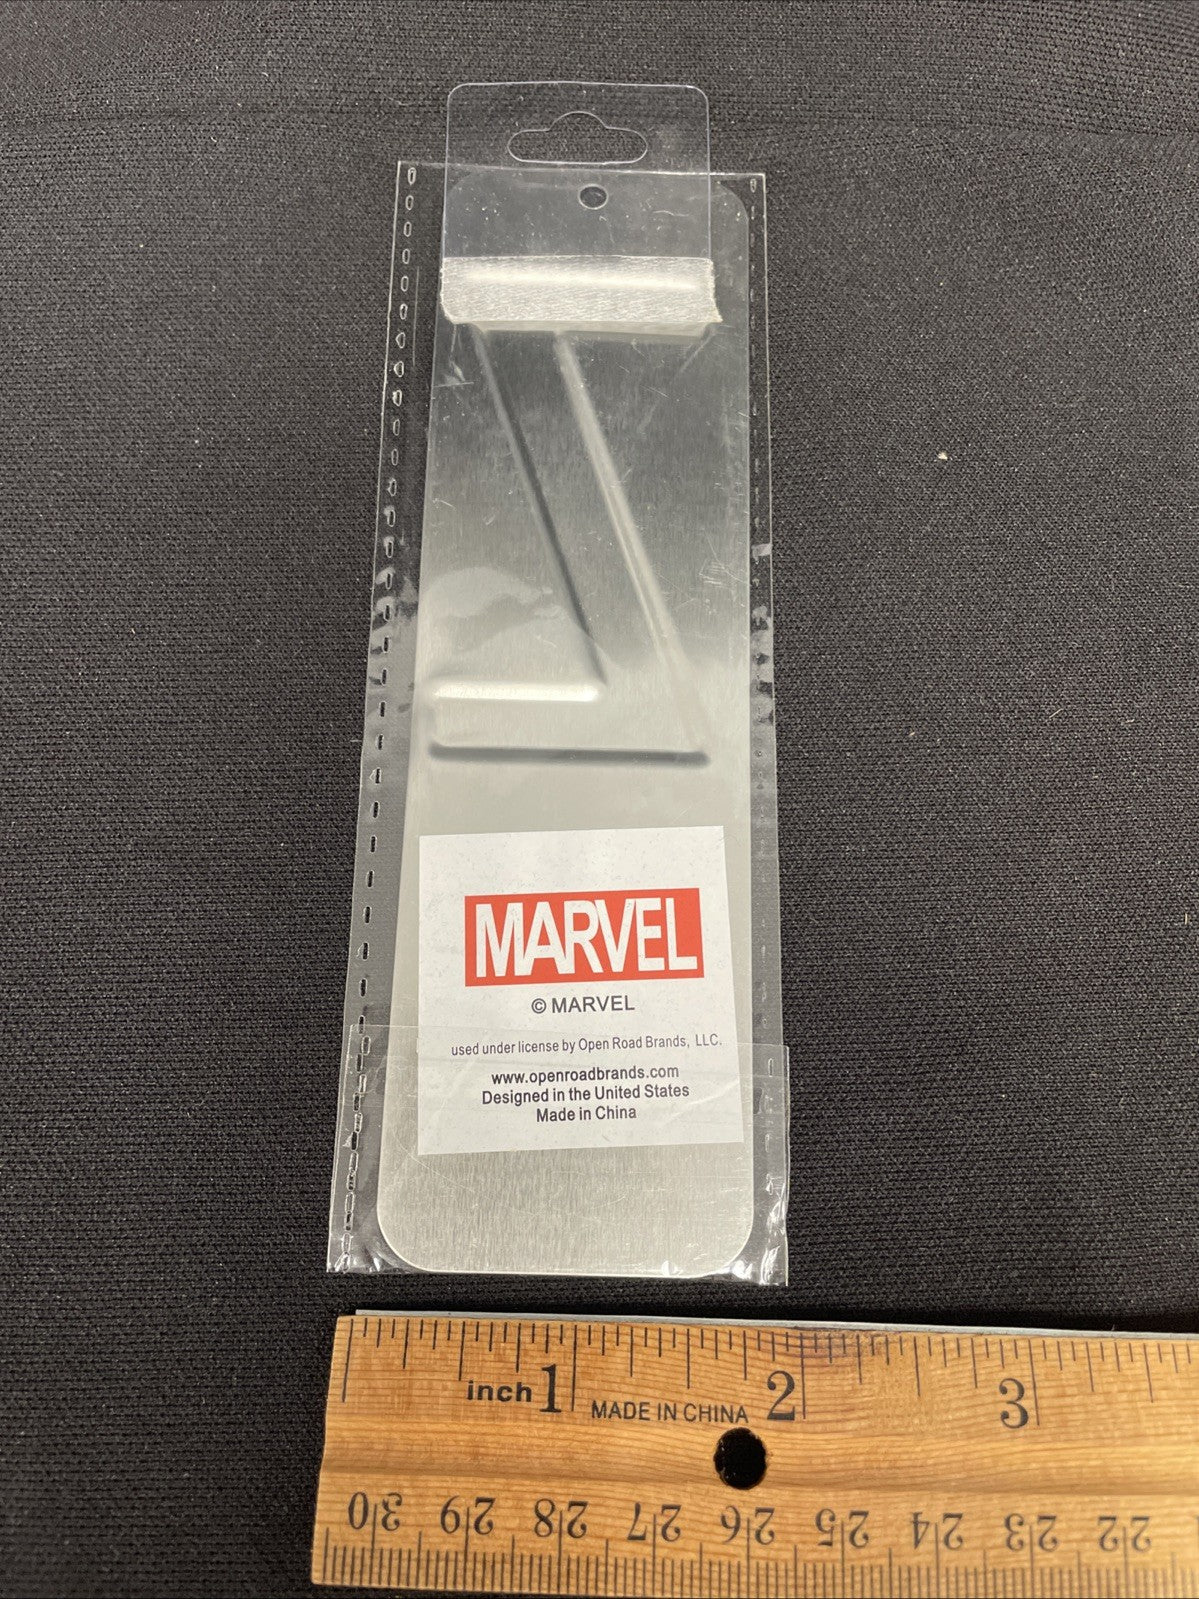 MARVEL
© MARVEL
used under license by Open Road Brands, LLC.
www.openroadbrands.com
Designed in the United States
Made in China
inch 1 2 3
MADE IN CHINA
30 29 28 27 26 25 24 23 22